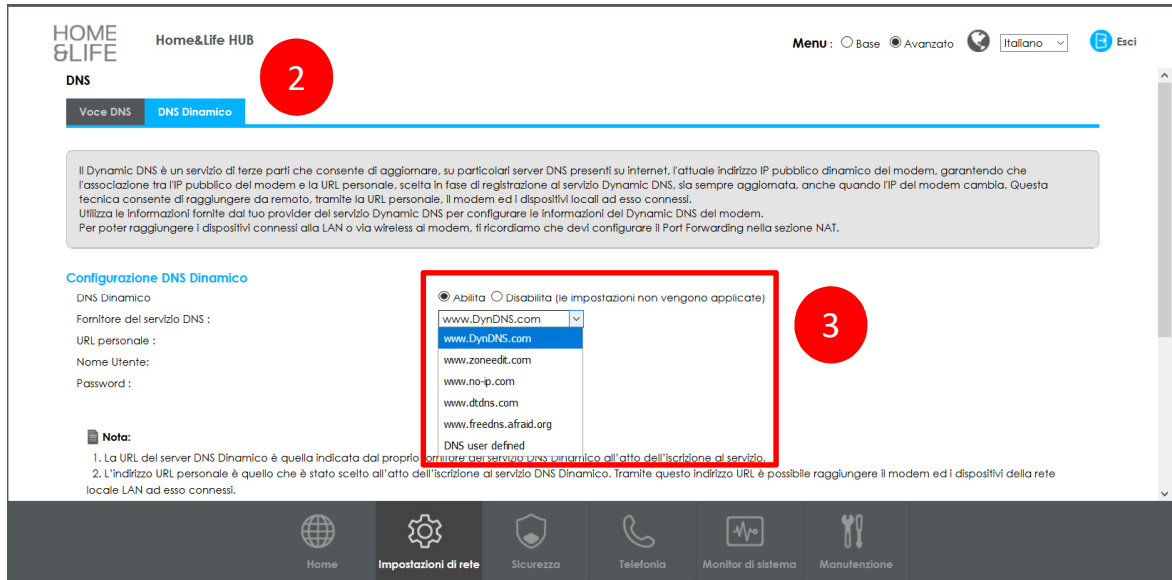 HOME
&LIFE
Home&Life HUB
Menu : Base Avanzato Italiano Esci
DNS
2
Voce DNS DNS Dinamico
Il Dynamic DNS è un servizio di terze parti che consente di aggiornare, su particolari server DNS presenti su internet, l'attuale indirizzo IP pubblico dinamico del modem, garantendo che
l'associazione tra l'IP pubblico del modem e la URL personale, scelta in fase di registrazione al servizio Dynamic DNS, sia sempre aggiornata, anche quando l'IP del modem cambia. Questa
tecnica consente di raggiungere da remoto, tramite la URL personale, il modem ed i dispositivi locali ad esso connessi.
Utilizza le informazioni fornite dal tuo provider del servizio Dynamic DNS per configurare le informazioni del Dynamic DNS del modem.
Per poter raggiungere i dispositivi connessi alla LAN o via wireless al modem, ti ricordiamo che devi configurare il Port Forwarding nella sezione NAT.
Configurazione DNS Dinamico
DNS Dinamico Abilita Disabilita (le impostazioni non vengono applicate)
Fornitore del servizio DNS : www.DynDNS.com
3
URL personale : www.DynDNS.com
Nome Utente: www.zoneedit.com
Password : www.no-ip.com
www.dtdns.com
www.freedns.afraid.org
DNS user defined
Nota:
1. La URL del server DNS Dinamico è quella indicata dal proprio fornitore del servizio DNS Dinamico all'atto dell'iscrizione al servizio.
2. L'indirizzo URL personale è quello che è stato scelto all'atto dell'iscrizione al servizio DNS Dinamico. Tramite questo indirizzo URL è possibile raggiungere il modem ed i dispositivi della rete
locale LAN ad esso connessi.
Home Impostazioni di rete Sicurezza Telefonia Monitor di sistema Manutenzione